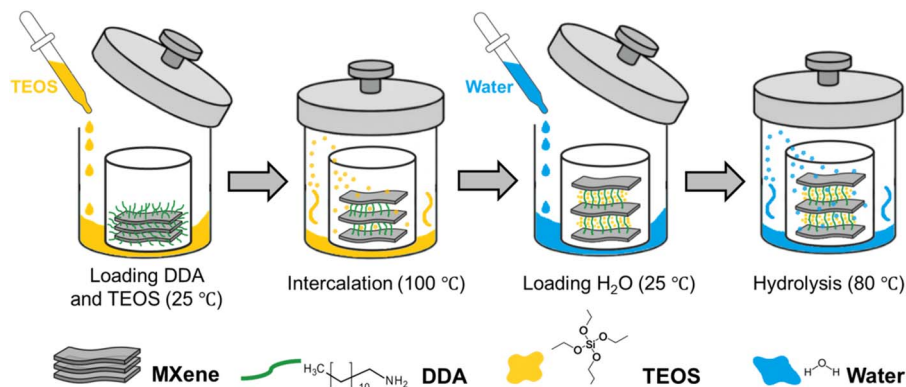 TEOS
Water
Loading DDA
and TEOS (25 ℃)
Intercalation (100 ℃)
Loading H₂O (25 ℃)
Hydrolysis (80 ℃)
MXene
H₃C
10
NH₂
DDA
O
O
Si
O
O
TEOS
H
O
H
Water